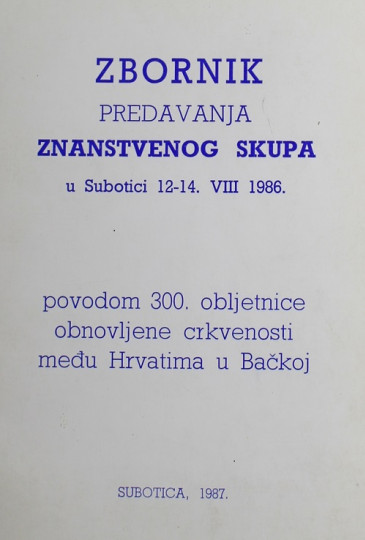 ZBORNIK
PREDAVANJA
ZNANSTVENOG SKUPA
u Subotici 12-14. VIII 1986.
povodom 300. obljetnice
obnovljene crkvenosti
među Hrvatima u Bačkoj
SUBOTICA, 1987.